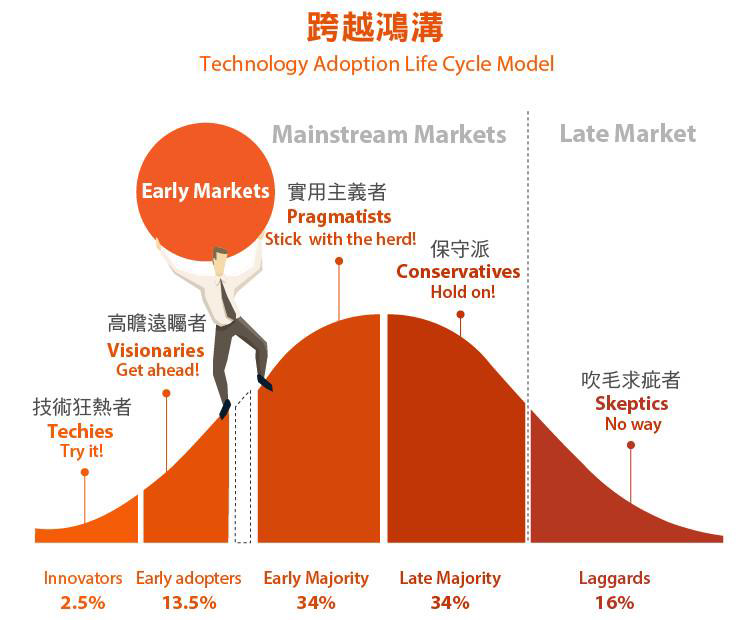 跨越鴻溝
Technology Adoption Life Cycle Model
Mainstream Markets
Late Market
Early Markets
實用主義者
Pragmatists
Stick with the herd!
保守派
Conservatives
Hold on!
高瞻遠矚者
Visionaries
Get ahead!
吹毛求疵者
Skeptics
No way
技術狂熱者
Techies
Try it!
Innovators
2.5%
Early adopters
13.5%
Early Majority
34%
Late Majority
34%
Laggards
16%